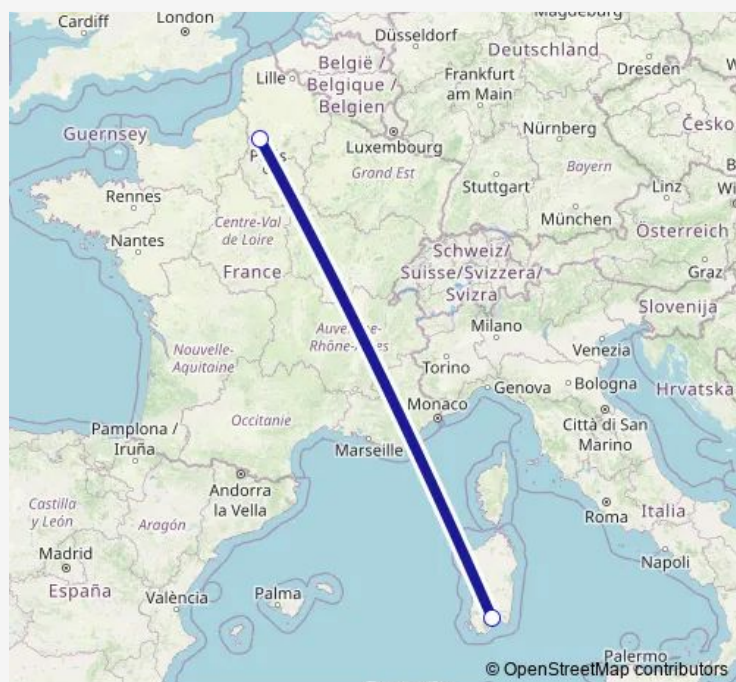 Cardiff
London
Düsseldorf
Deutschland
Dresden
Lille
België /
Belgique /
Belgien
Frankfurt
am Main
Guernsey
Luxembourg
Nürnberg
Česko
Grand Est
Bayern
Rennes
Stuttgart
Linz
München
Centre-Val
de Loire
Nantes
Österreich
France
Schweiz/
Suisse/Svizzera/
Svizra
Graz
Slovenija
Milano
Venezia
Nouvelle-
Aquitaine
Torino
Genova
Bologna
Hrvatska
Monaco
Occitanie
Pamplona /
Iruña
Marseille
Città di San
Marino
Andorra
la Vella
Castilla
y León
Aragón
Roma
Italia
Madrid
Napoli
España
València
Palma
Palermo
© OpenStreetMap contributors